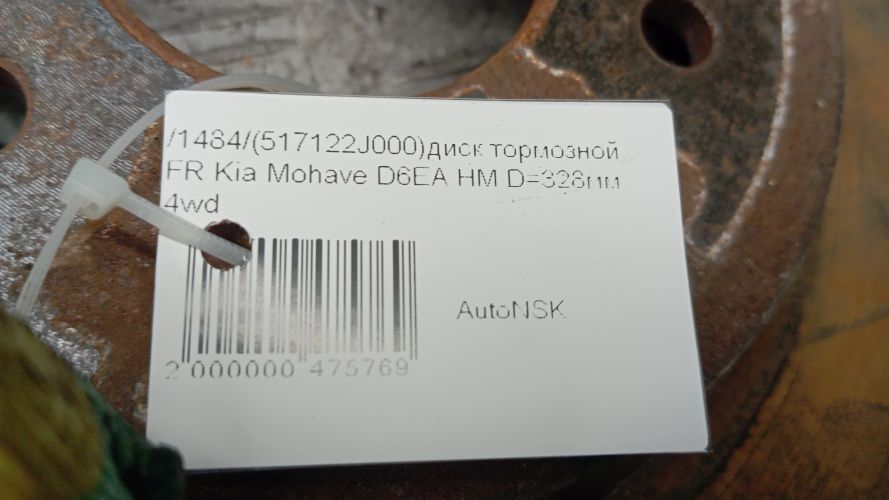 /1484/(517122J000)диск тормозной
FR Kia Mohave D6EA HM D=328мм
4wd
AutoNSK
2 000000 475769